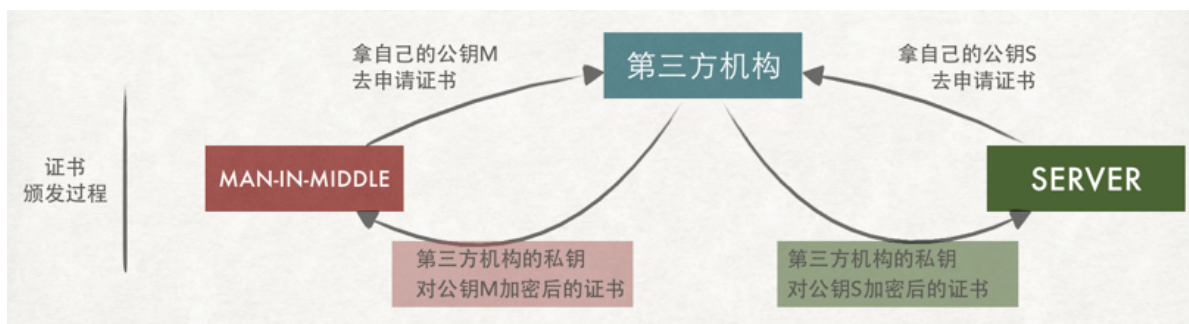 拿自己的公钥M
去申请证书
第三方机构
拿自己的公钥S
去申请证书
证书
颁发过程
MAN-IN-MIDDLE
SERVER
第三方机构的私钥
对公钥M加密后的证书
第三方机构的私钥
对公钥S加密后的证书